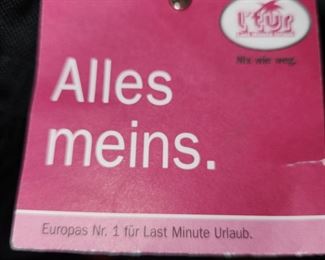 l'tur
Nix wie weg.
Alles
meins.
Europas Nr. 1 für Last Minute Urlaub.